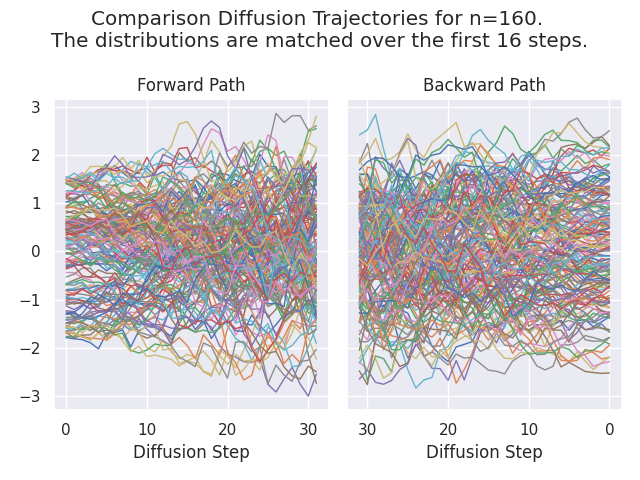 Comparison Diffusion Trajectories for n=160.
The distributions are matched over the first 16 steps.
Forward Path
Backward Path
3
2
1
0
−1
−2
−3
0 10 20 30
30 20 10 0
Diffusion Step
Diffusion Step